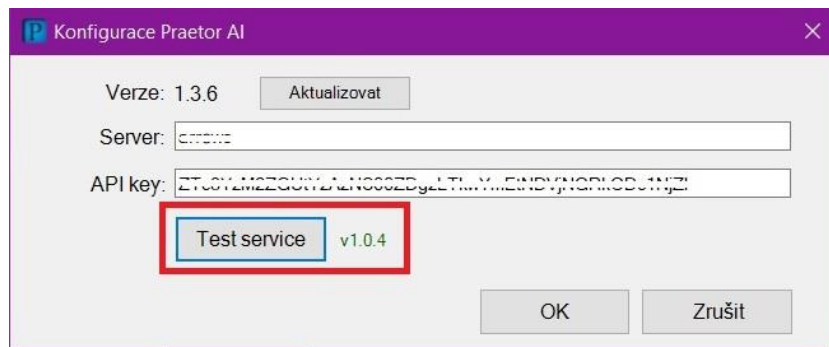 Konfigurace Praetor AI
Verze: 1.3.6 Aktualizovat
Server:
API key:
Test service v1.0.4
OK Zrušit